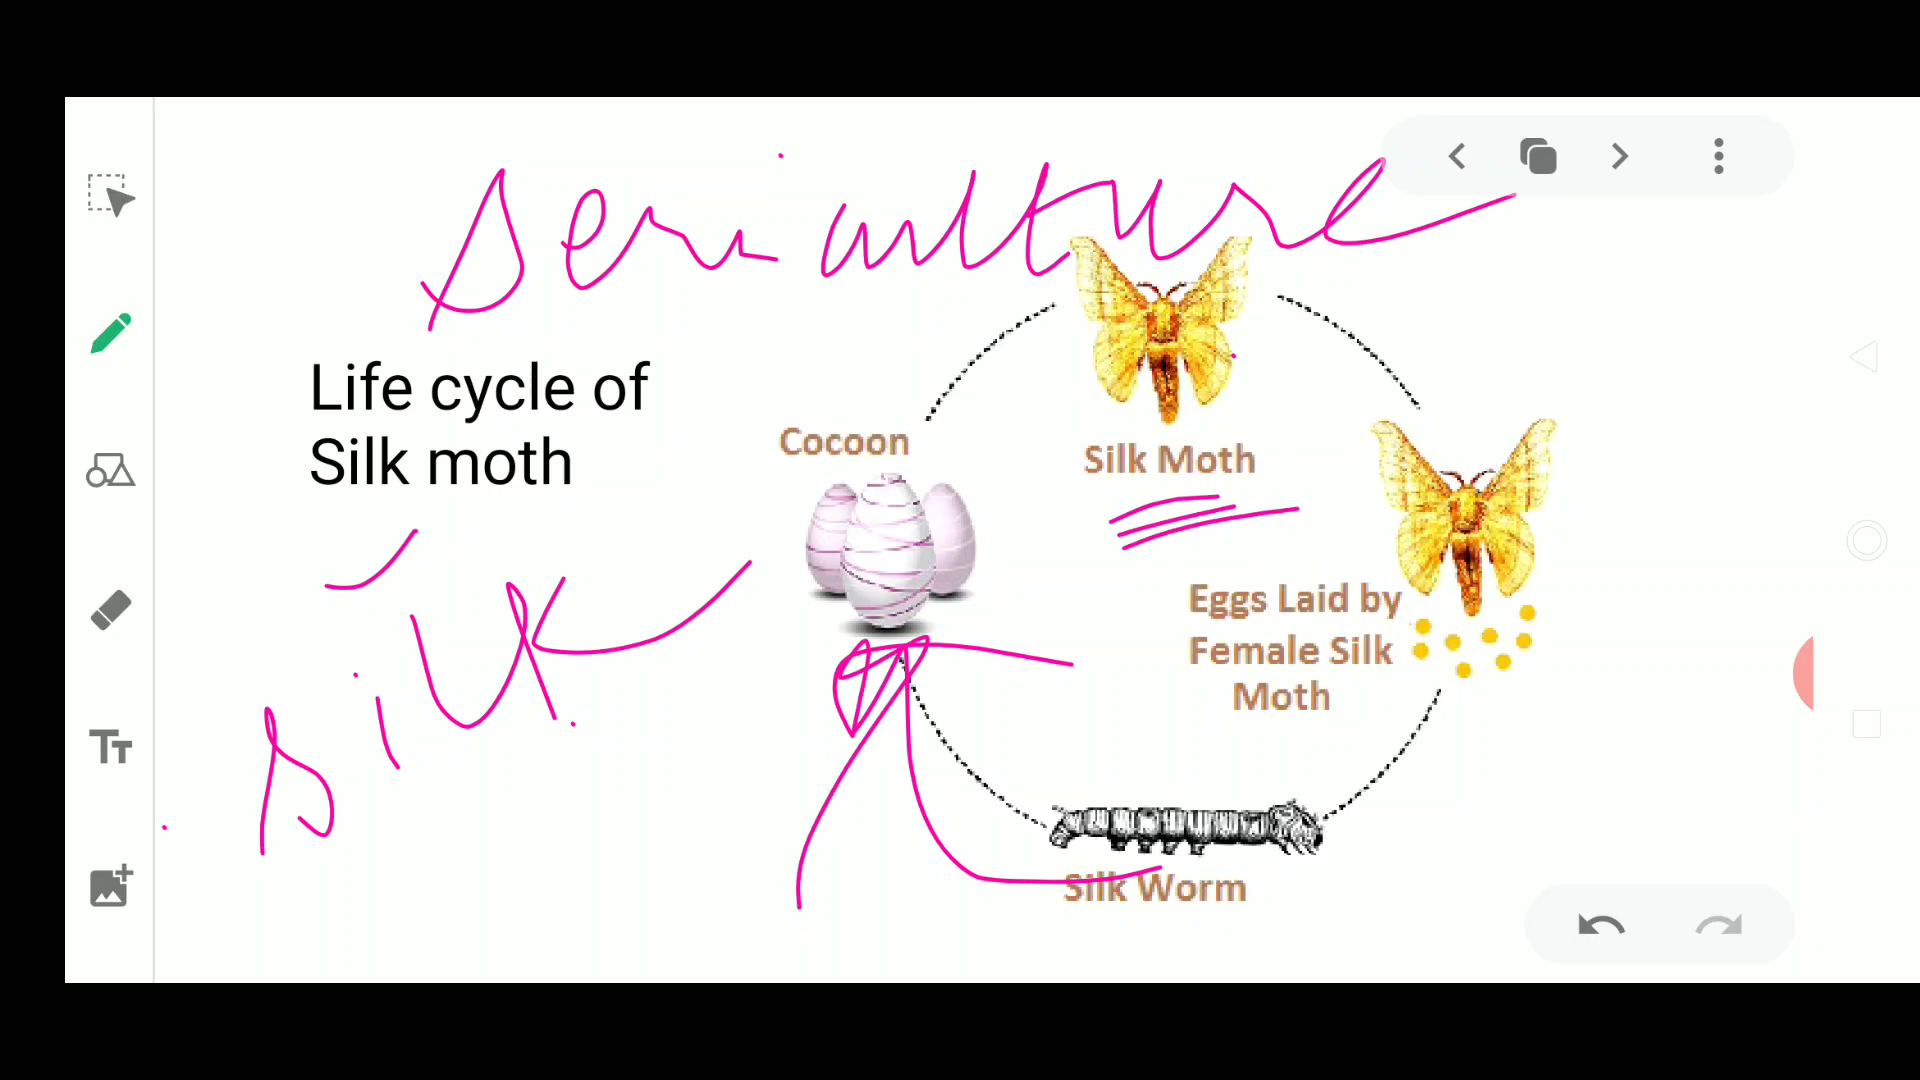 Sericulture
Life cycle of
Silk moth
Silk
Cocoon
Silk Moth
Eggs Laid by
Female Silk
Moth
Silk Worm